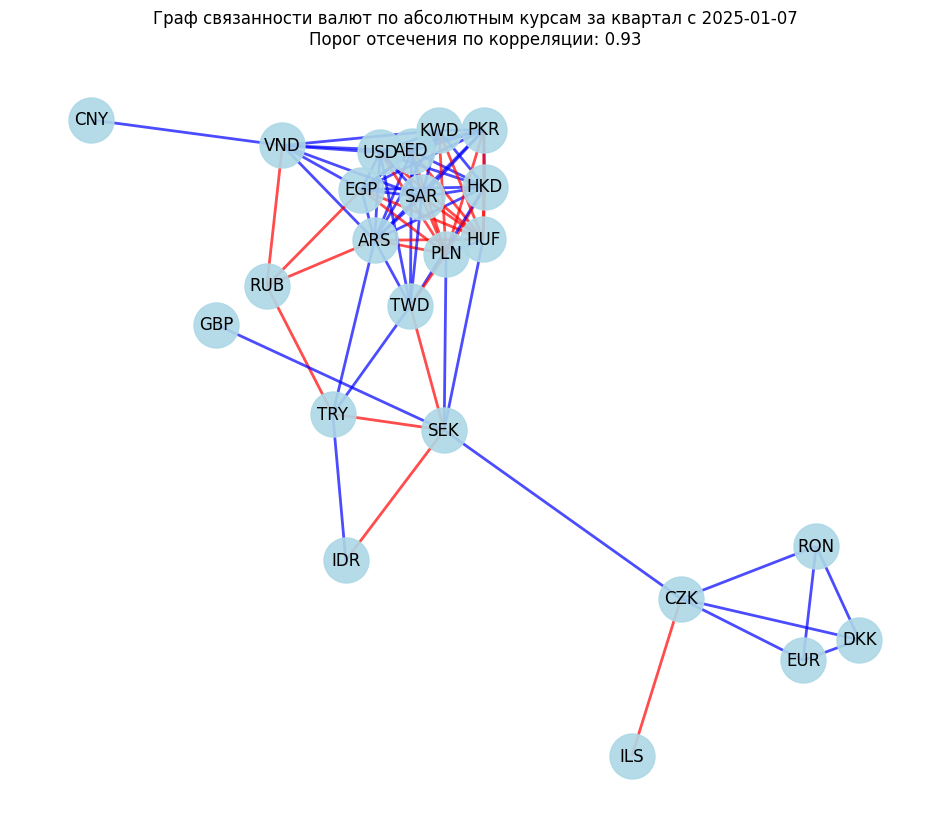 Граф связанности валют по абсолютным курсам за квартал с 2025-01-07
Порог отсечения по корреляции: 0.93
CNY
VND
USD
AED
KWD
PKR
EGP
SAR
HKD
ARS
PLN
HUF
RUB
TWD
GBP
TRY
SEK
IDR
RON
CZK
DKK
EUR
ILS